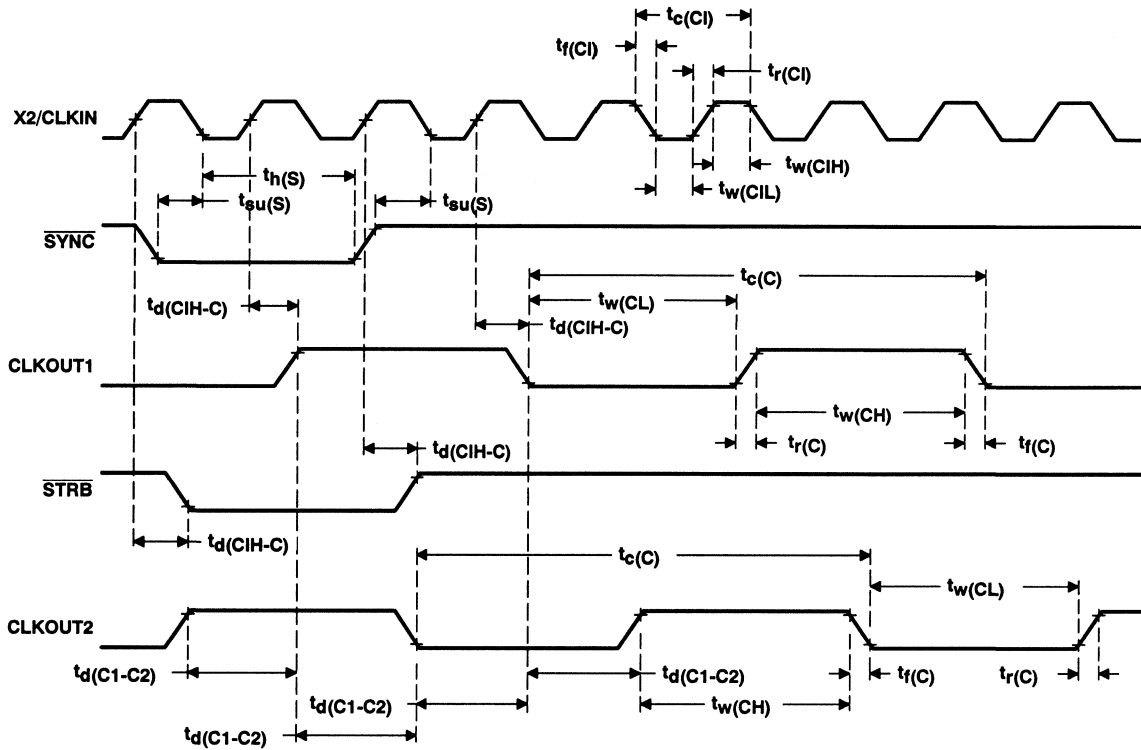 tc(CI)
tf(CI)
tr(CI)
X2/CLKIN
th(S)
tw(CIH)
tsu(S)
tsu(S)
tw(CIL)
SYNC
tc(C)
td(CIH-C)
tw(CL)
td(CIH-C)
CLKOUT1
tw(CH)
td(CIH-C)
tr(C)
tf(C)
STRB
td(CIH-C)
tc(C)
tw(CL)
CLKOUT2
td(C1-C2)
td(C1-C2)
tf(C)
tr(C)
td(C1-C2)
tw(CH)
td(C1-C2)